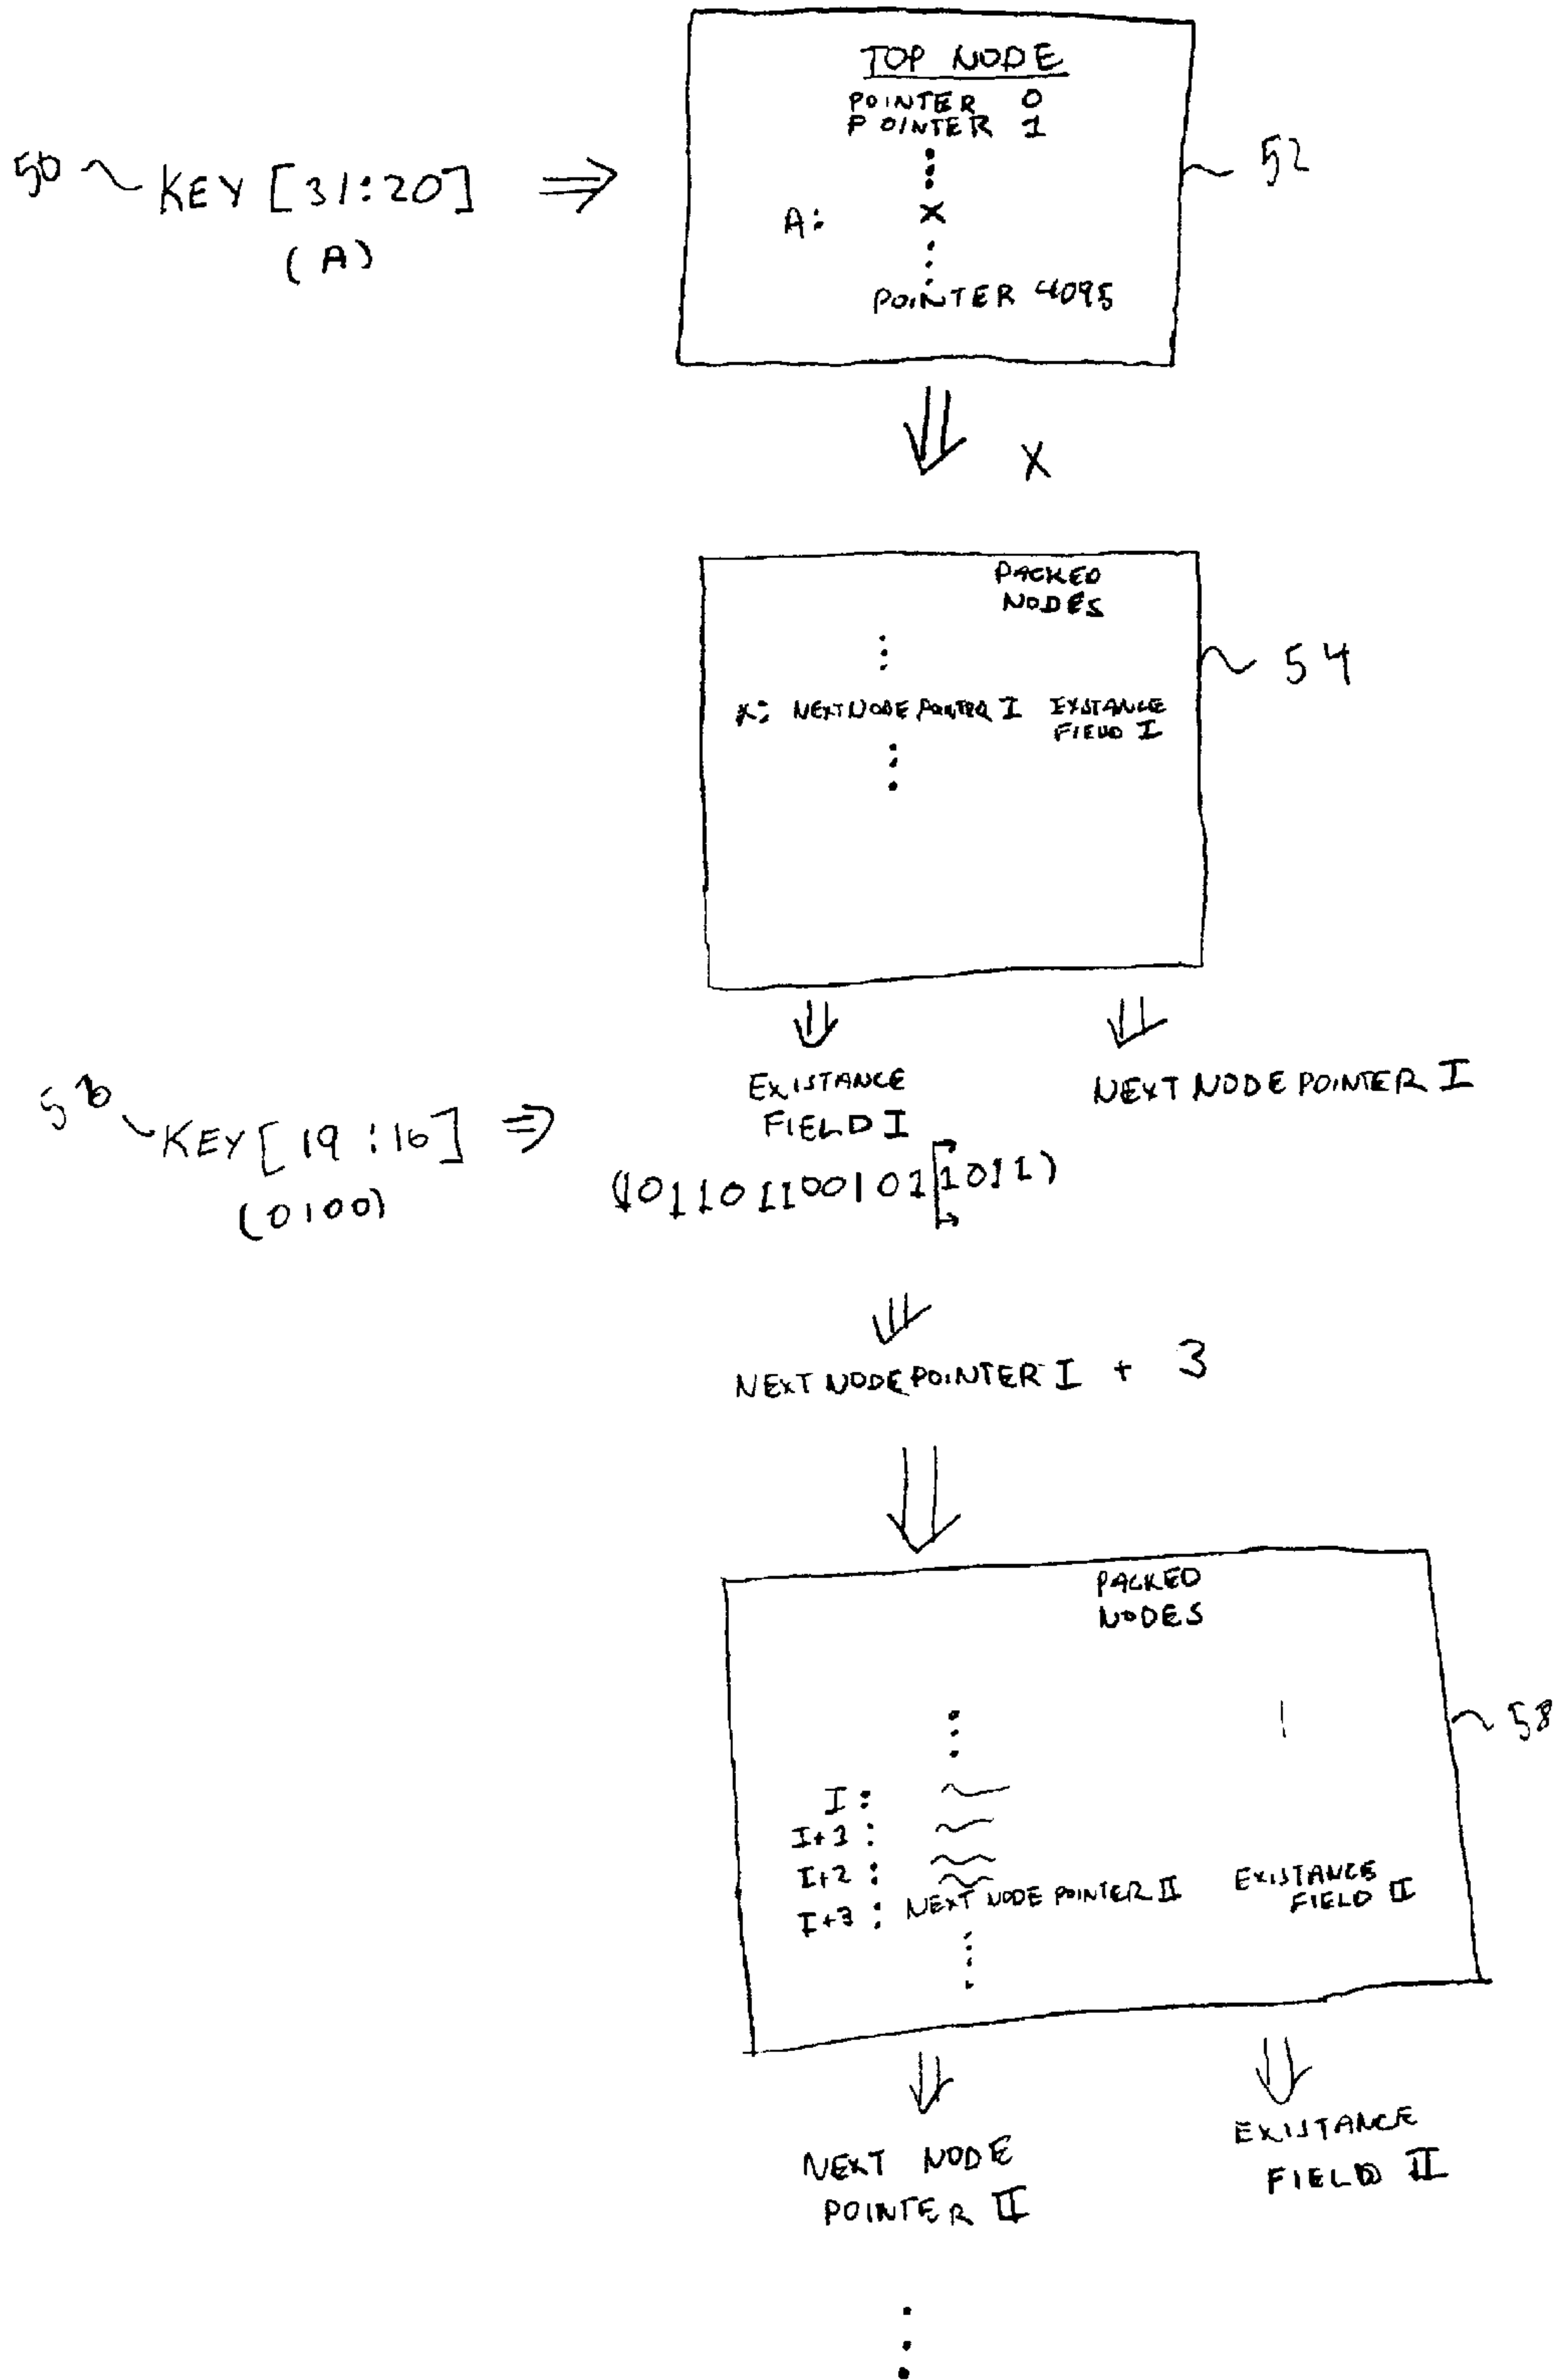 TOP NODE
POINTER 0
POINTER 1
50 KEY [31:20]
(A)
52
A: X
POINTER 4095
X
PACKED
NODES
54
X: NEXT NODE POINTER I EXISTANCE
FIELD I
EXISTANCE
FIELD I
NEXT NODE POINTER I
56 KEY [19:16]
(0100)
(1011011001011011)
NEXT NODE POINTER I + 3
PACKED
NODES
58
I:
I+1:
I+2:
I+3: NEXT NODE POINTER II EXISTANCE
FIELD II
NEXT NODE
POINTER II
EXISTANCE
FIELD II